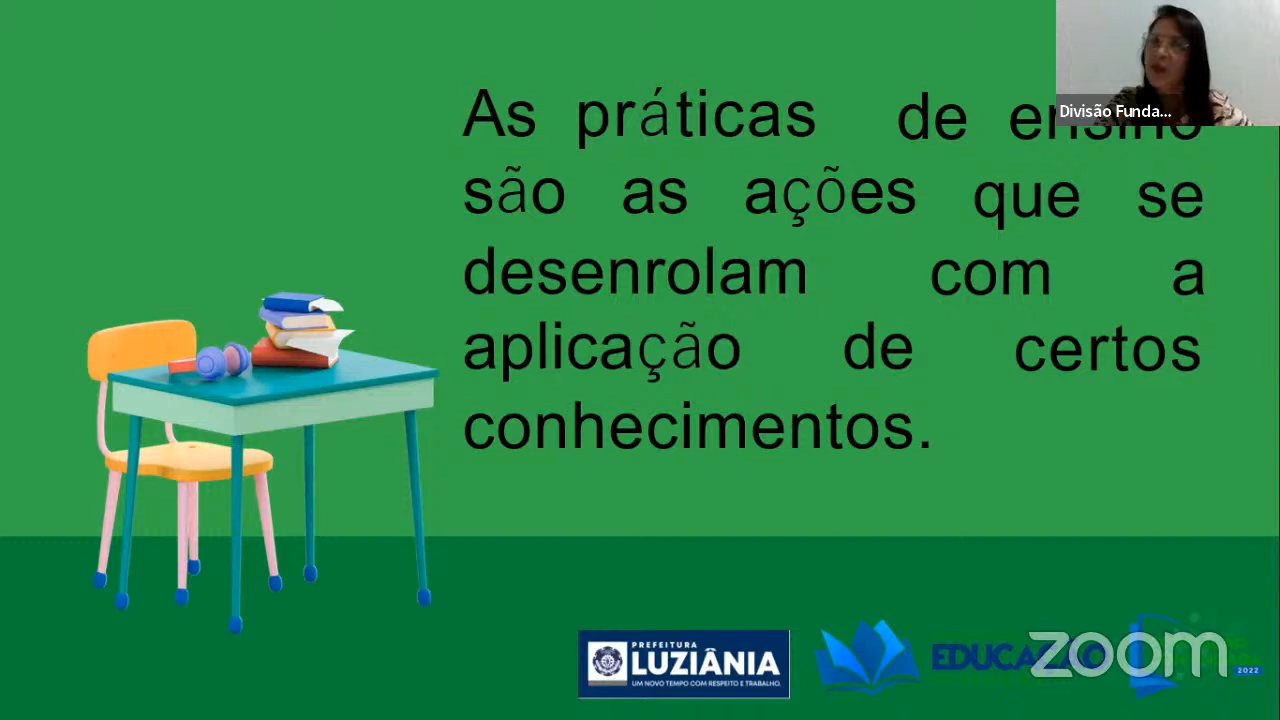 As práticas de ensino
são as ações que se
desenrolam com a
aplicação de certos
conhecimentos.
Divisão Funda...
PREFEITURA
LUZIÂNIA
UM NOVO TEMPO COM RESPEITO E TRABALHO.
EDUCAÇÃO
zoom
2022